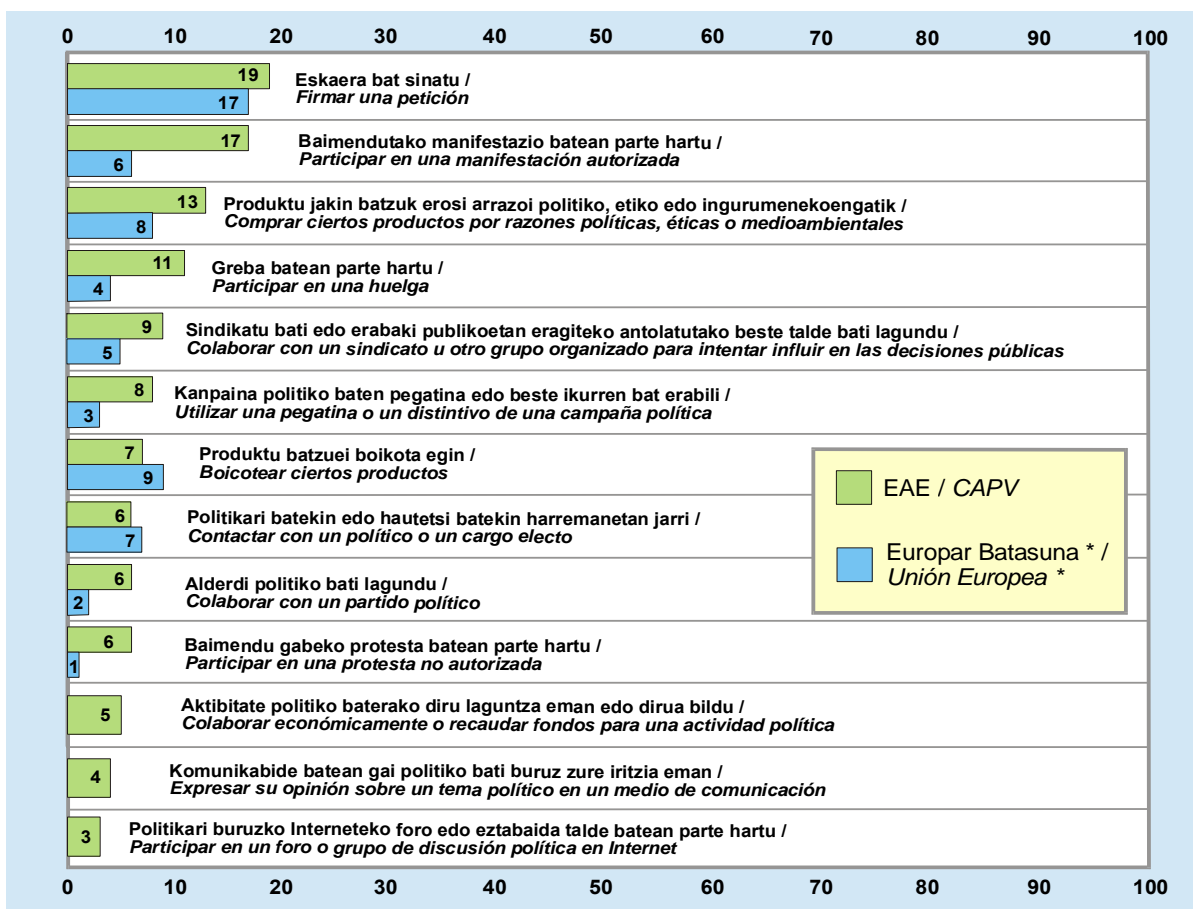 0 10 20 30 40 50 60 70 80 90 100
19
Eskaera bat sinatu /
17
Firmar una petición
17
Baimendutako manifestazio batean parte hartu /
6
Participar en una manifestación autorizada
13
Produktu jakin batzuk erosi arrazoi politiko, etiko edo ingurumenekoengatik /
8
Comprar ciertos productos por razones políticas, éticas o medioambientales
11
Greba batean parte hartu /
4
Participar en una huelga
9
Sindikatu bati edo erabaki publikoetan eragiteko antolatutako beste talde bati lagundu /
5
Colaborar con un sindicato u otro grupo organizado para intentar influir en las decisiones públicas
8
Kanpaina politiko baten pegatina edo beste ikurren bat erabili /
3
Utilizar una pegatina o un distintivo de una campaña política
7
Produktu batzuei boikota egin /
9
Boicotear ciertos productos
6
Politikari batekin edo hautetsi batekin harremanetan jarri /
7
Contactar con un político o un cargo electo
6
Alderdi politiko bati lagundu /
2
Colaborar con un partido político
6
Baimendu gabeko protesta batean parte hartu /
1
Participar en una protesta no autorizada
5
Aktibitate politiko baterako diru laguntza eman edo dirua bildu /
Colaborar económicamente o recaudar fondos para una actividad política
4
Komunikabide batean gai politiko bati buruz zure iritzia eman /
Expresar su opinión sobre un tema político en un medio de comunicación
3
Politikari buruzko Interneteko foro edo eztabaida talde batean parte hartu /
Participar en un foro o grupo de discusión política en Internet
EAE / CAPV
Europar Batasuna * /
Unión Europea *
0 10 20 30 40 50 60 70 80 90 100